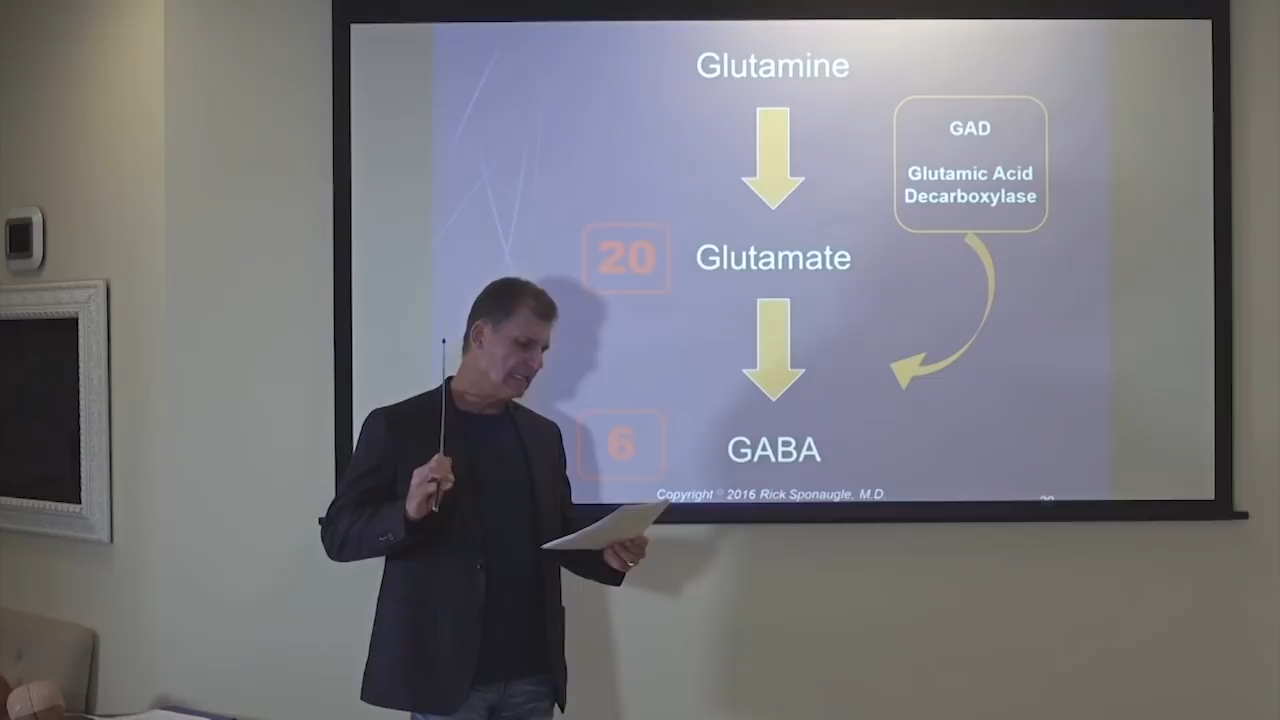 Glutamine
GAD
Glutamic Acid
Decarboxylase
20
Glutamate
6
GABA
Copyright © 2016 Rick Sponaugle, M.D.